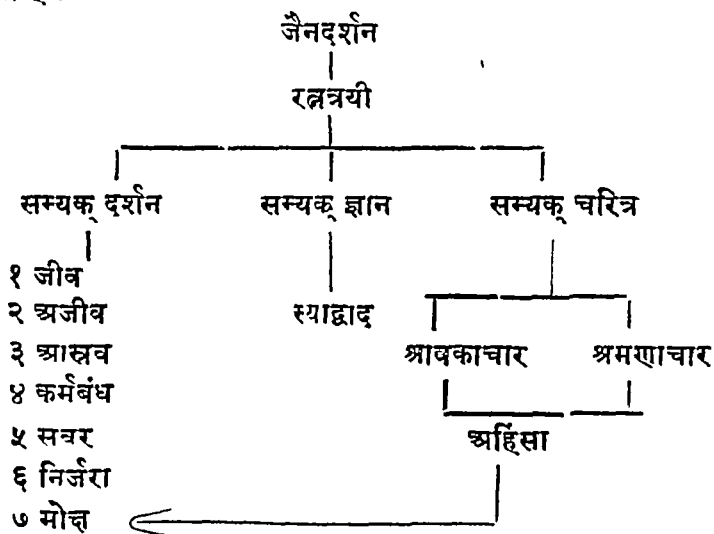 जैनदर्शन
रत्नत्रयी
सम्यक् दर्शन सम्यक् ज्ञान सम्यक् चरित्र
१ जीव
२ अजीव स्याद्वाद
३ आस्रव श्रावकाचार श्रमणाचार
४ कर्मबंध
५ सवर अहिंसा
६ निर्जरा
७ मोक्ष